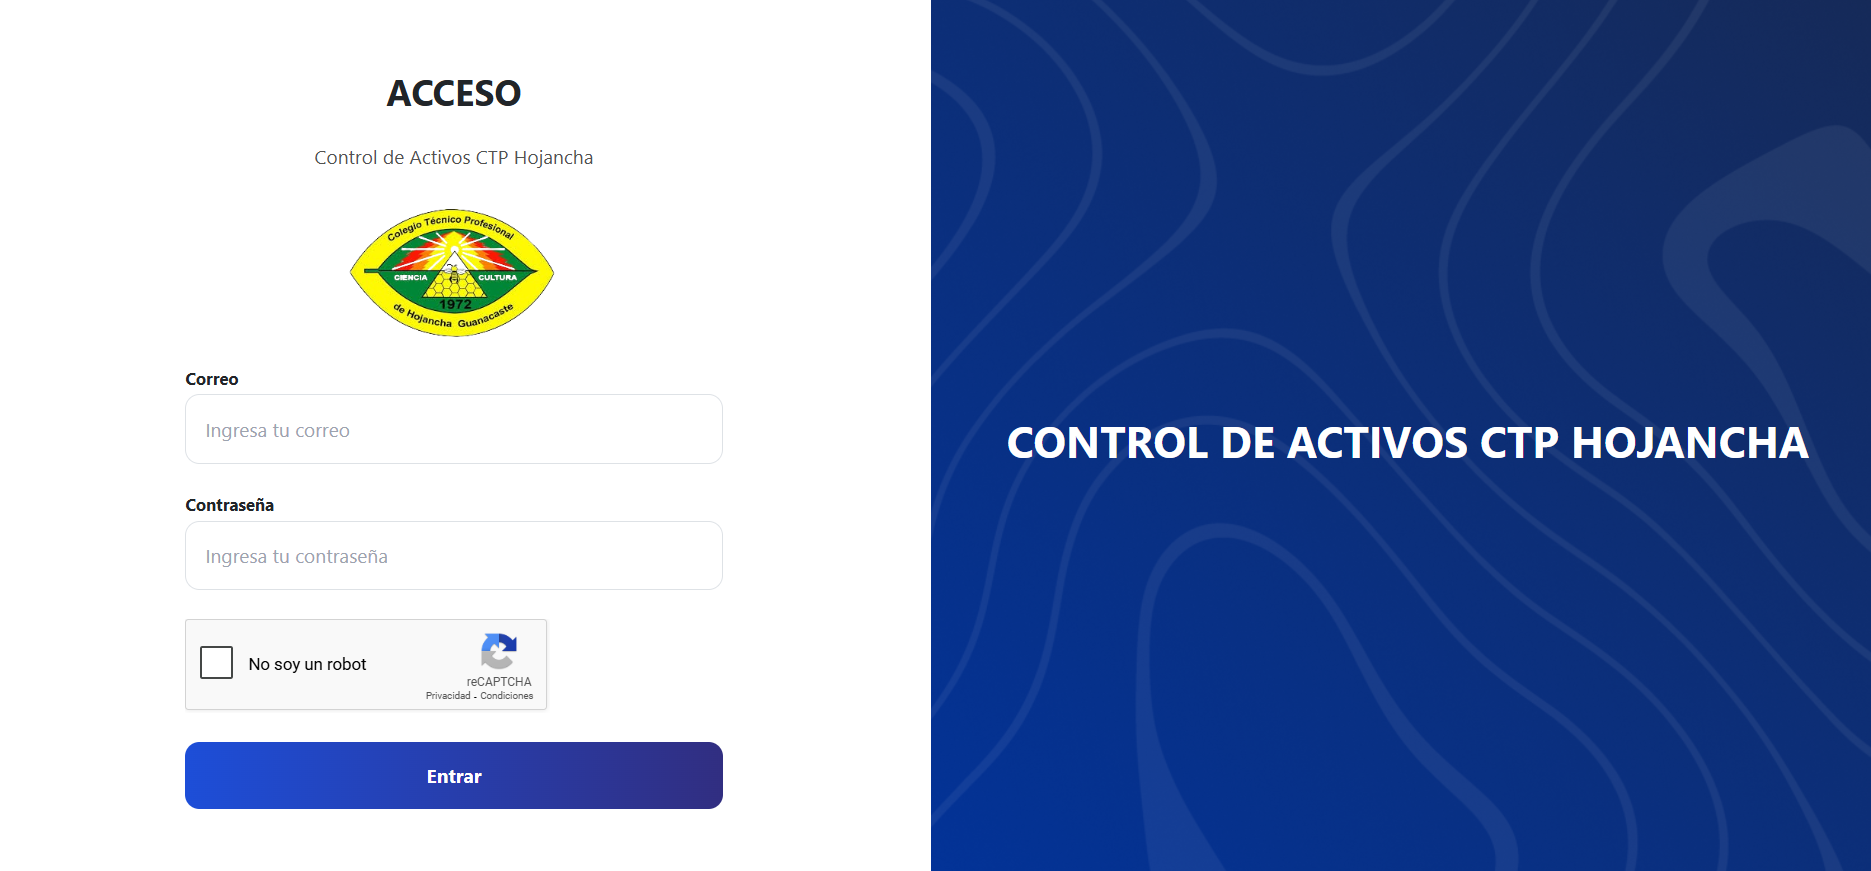 ACCESO
Control de Activos CTP Hojancha
Colegio Técnico Profesional
CIENCIA CULTURA
1972
de Hojancha Guanacaste
Correo
Ingresa tu correo
Contraseña
Ingresa tu contraseña
No soy un robot
reCAPTCHA
Privacidad - Condiciones
Entrar
CONTROL DE ACTIVOS CTP HOJANCHA